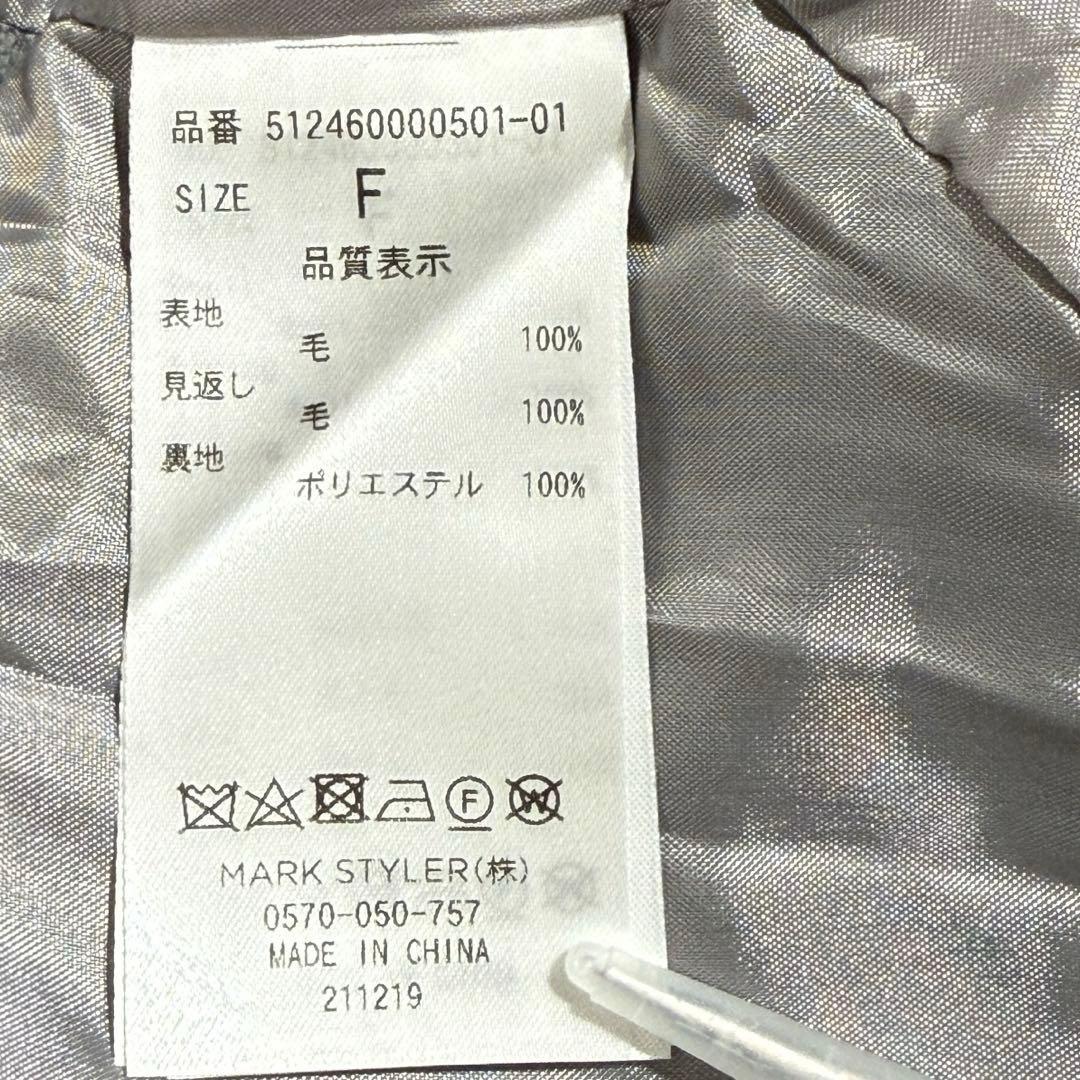 品番 512460000501-01
SIZE F
品質表示
表地
毛 100%
見返し
毛 100%
裏地
ポリエステル 100%
F W
MARK STYLER(株)
0570-050-757
MADE IN CHINA
211219